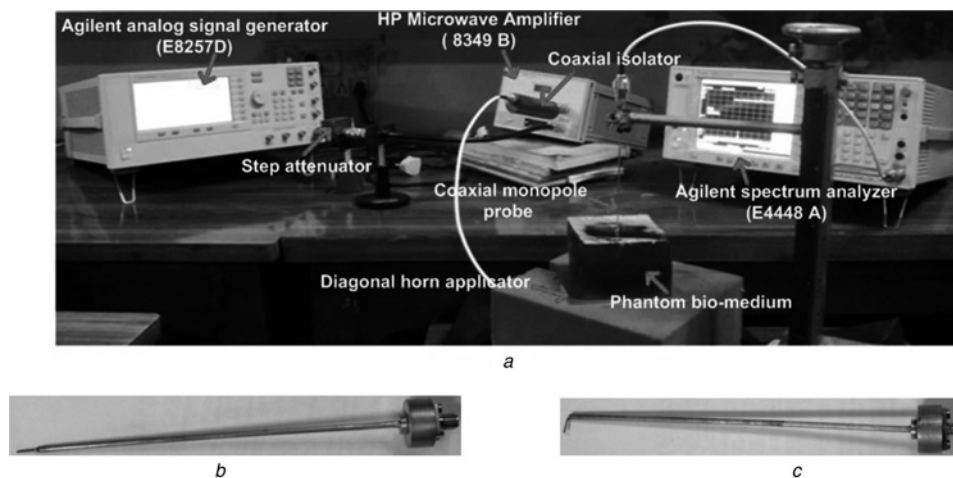 Agilent analog signal generator
(E8257D)
HP Microwave Amplifier
( 8349 B)
Coaxial isolator
Step attenuator
Coaxial monopole
probe
Agilent spectrum analyzer
(E4448 A)
Diagonal horn applicator
Phantom bio-medium
a
b
c